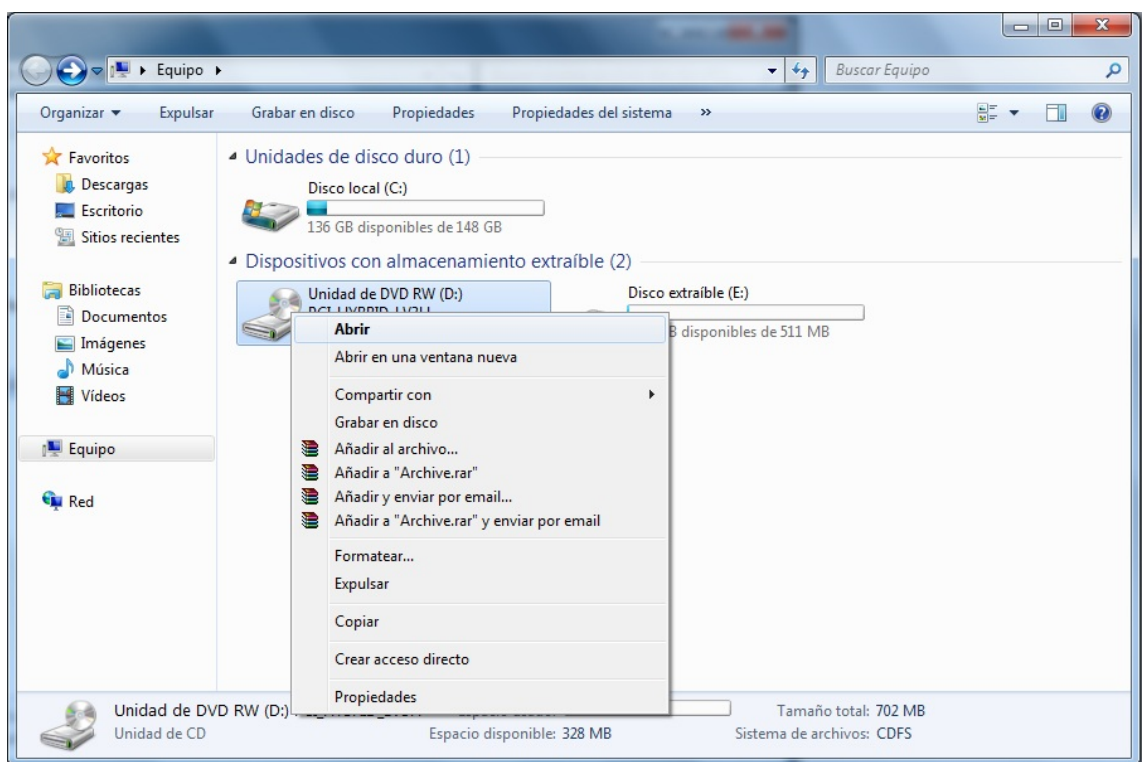 Equipo
Buscar Equipo
Organizar
Expulsar
Grabar en disco
Propiedades
Propiedades del sistema
»
Favoritos
Descargas
Escritorio
Sitios recientes
Bibliotecas
Documentos
Imágenes
Música
Vídeos
Equipo
Red
Unidades de disco duro (1)
Disco local (C:)
136 GB disponibles de 148 GB
Dispositivos con almacenamiento extraíble (2)
Unidad de DVD RW (D:)
Disco extraíble (E:)
B disponibles de 511 MB
Abrir
Abrir en una ventana nueva
Compartir con
Grabar en disco
Añadir al archivo...
Añadir a "Archive.rar"
Añadir y enviar por email...
Añadir a "Archive.rar" y enviar por email
Formatear...
Expulsar
Copiar
Crear acceso directo
Propiedades
Unidad de DVD RW (D:)
Tamaño total: 702 MB
Unidad de CD
Espacio disponible: 328 MB
Sistema de archivos: CDFS